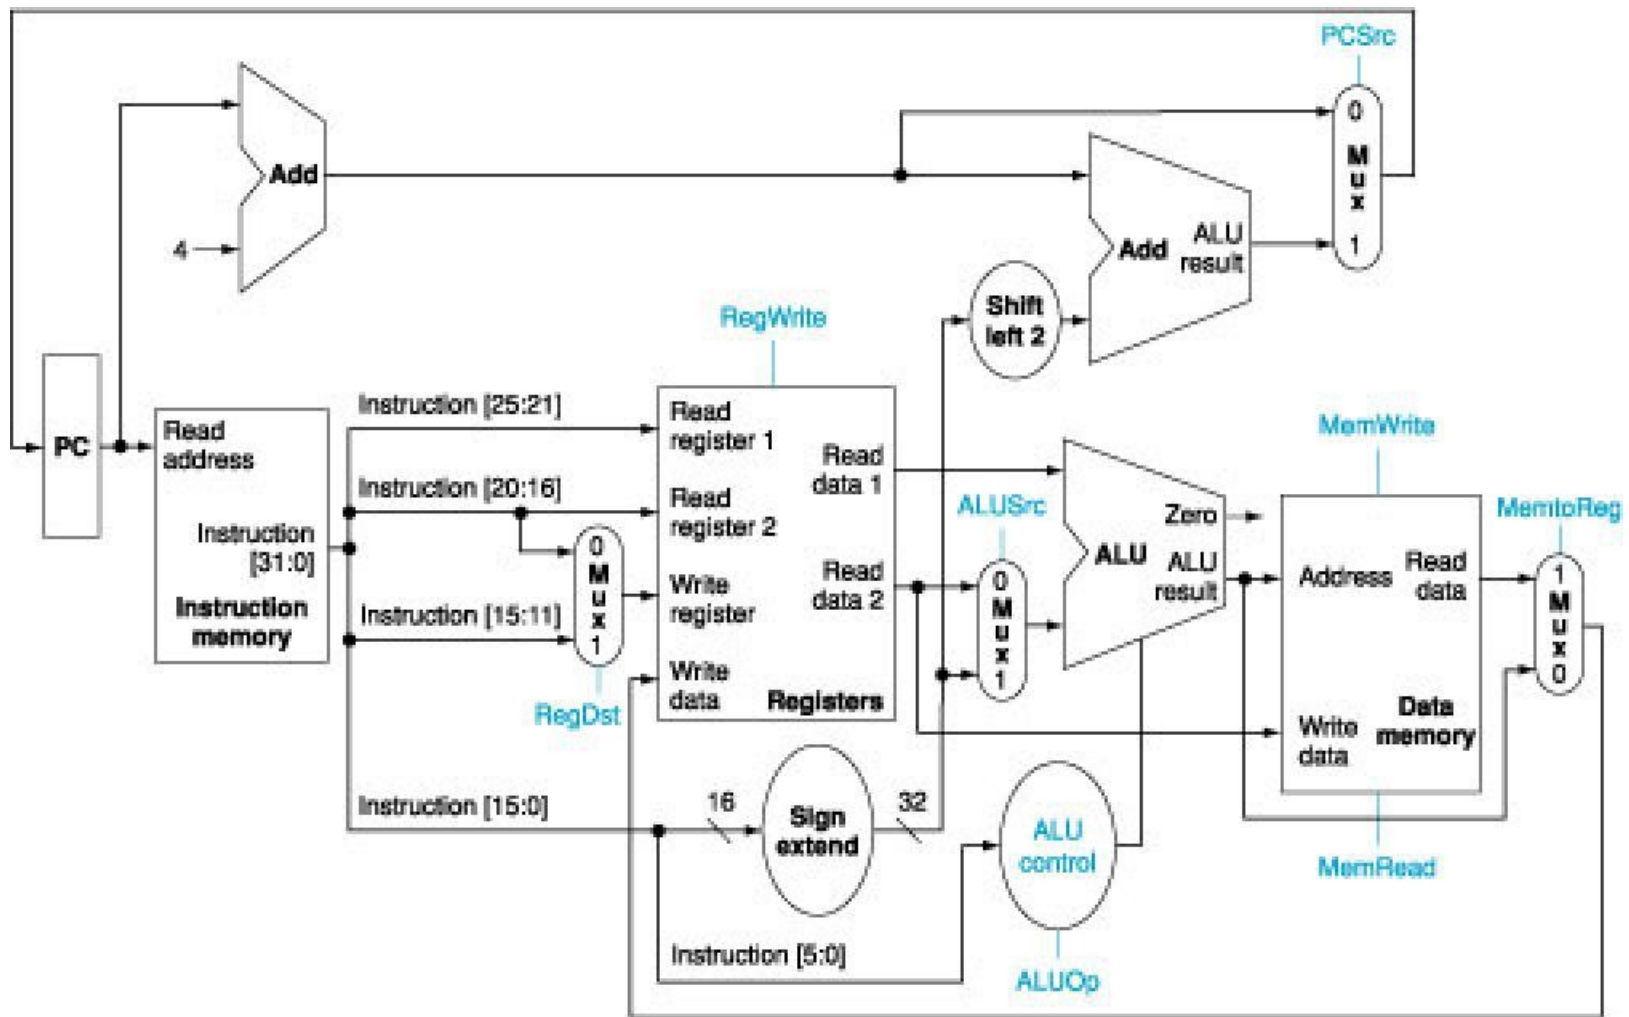 PCSrc
0
M
u
x
1
Add
4
Add
ALU
result
Shift
left 2
RegWrite
PC
Read
address
Instruction
[31:0]
Instruction
memory
Instruction [25:21]
Instruction [20:16]
Instruction [15:11]
Instruction [15:0]
0
M
u
x
1
RegDst
Read
register 1
Read
register 2
Write
register
Write
data
Read
data 1
Read
data 2
Registers
16
Sign
extend
32
Instruction [5:0]
ALUSrc
0
M
u
x
1
Zero
ALU
ALU
result
ALU
control
ALUOp
MemWrite
Address
Read
data
Write
data
Data
memory
MemRead
MemtoReg
1
M
u
x
0